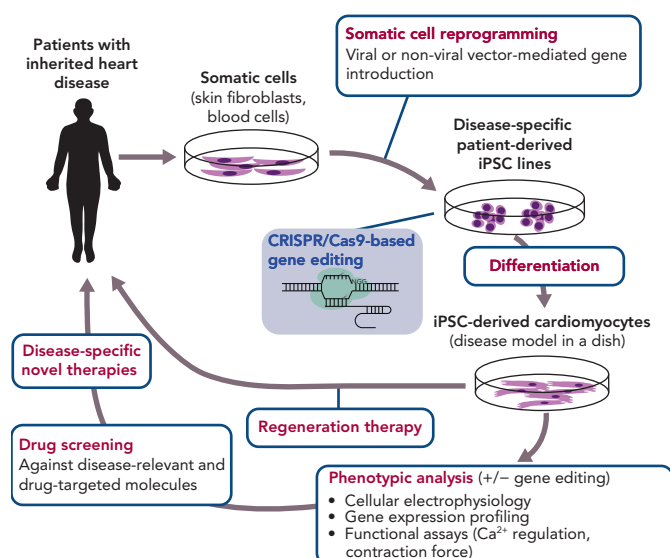 Patients with
inherited heart
disease
Somatic cells
(skin fibroblasts,
blood cells)
Somatic cell reprogramming
Viral or non-viral vector-mediated gene
introduction
Disease-specific
patient-derived
iPSC lines
CRISPR/Cas9-based
gene editing
NGG
Differentiation
iPSC-derived cardiomyocytes
(disease model in a dish)
Disease-specific
novel therapies
Regeneration therapy
Drug screening
Against disease-relevant and
drug-targeted molecules
Phenotypic analysis (+/− gene editing)
• Cellular electrophysiology
• Gene expression profiling
• Functional assays (Ca²⁺ regulation,
contraction force)